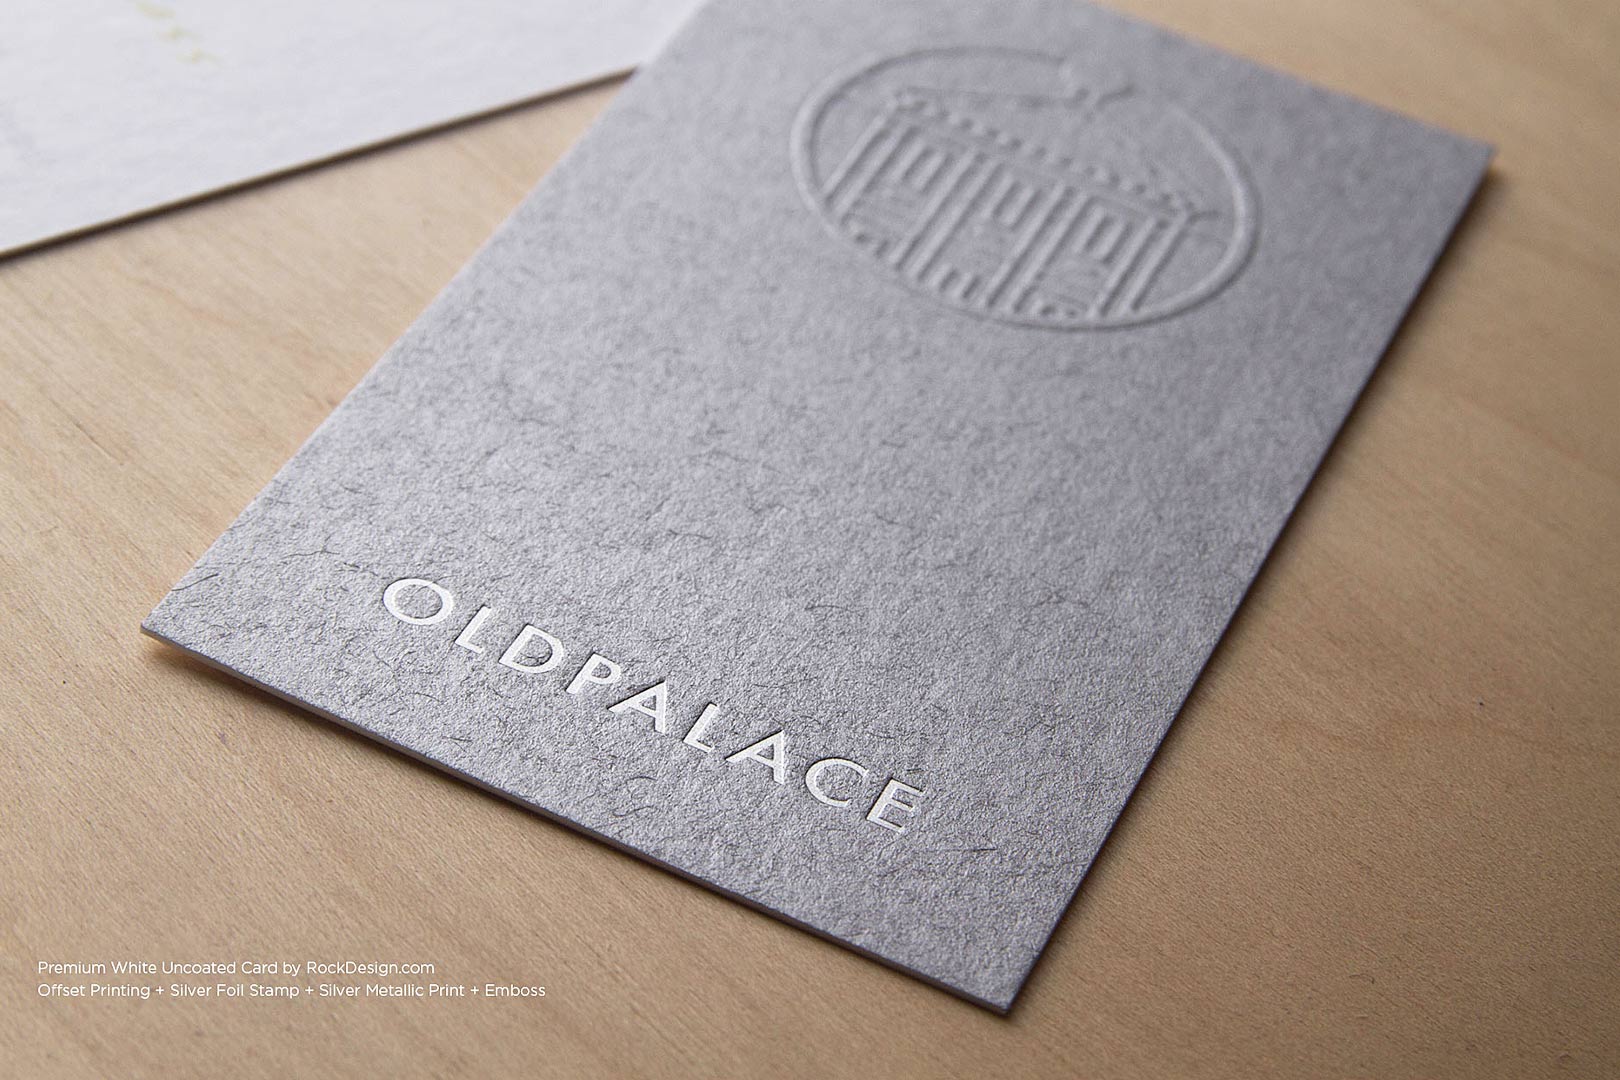 OLDPALACE
Premium White Uncoated Card by RockDesign.com
Offset Printing + Silver Foil Stamp + Silver Metallic Print + Emboss